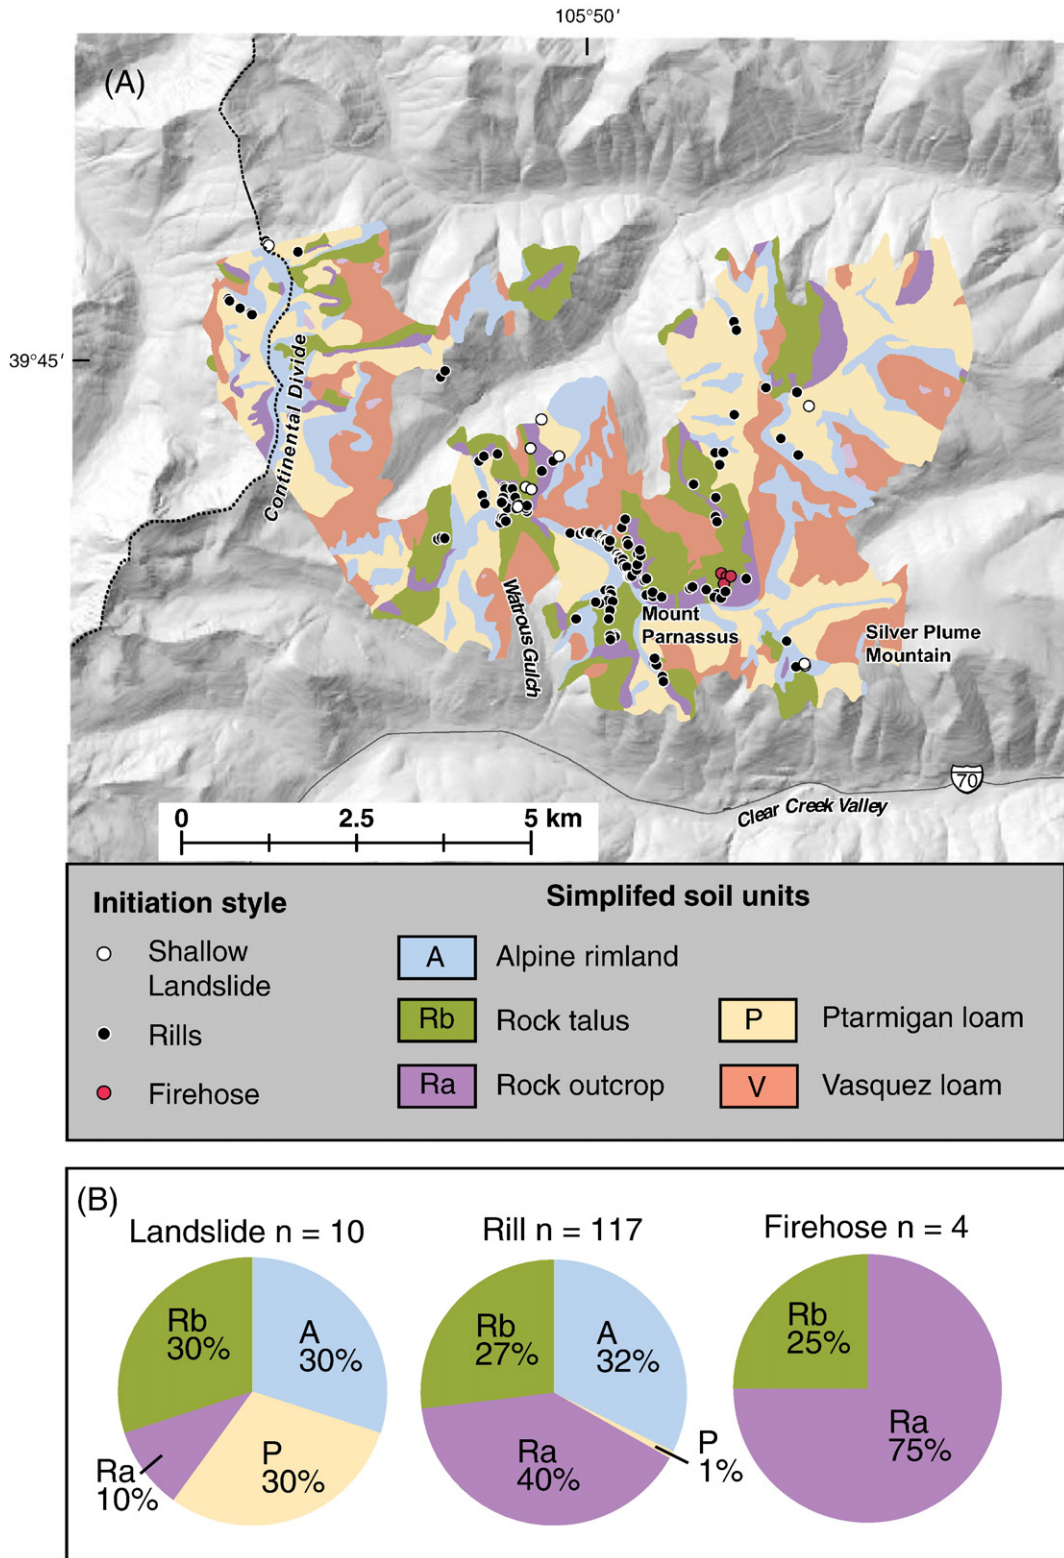 105°50′
(A)
39°45′
Continental Divide
Watrous Gulch
Mount
Parnassus
Silver Plume
Mountain
70
Clear Creek Valley
0 2.5 5 km
Initiation style
Shallow
Landslide
Rills
Firehose
Simplifed soil units
A Alpine rimland
Rb Rock talus
Ra Rock outcrop
P Ptarmigan loam
V Vasquez loam
(B)
Landslide n = 10
Rb
30%
A
30%
Ra
10%
P
30%
Rill n = 117
Rb
27%
A
32%
Ra
40%
P
1%
Firehose n = 4
Rb
25%
Ra
75%